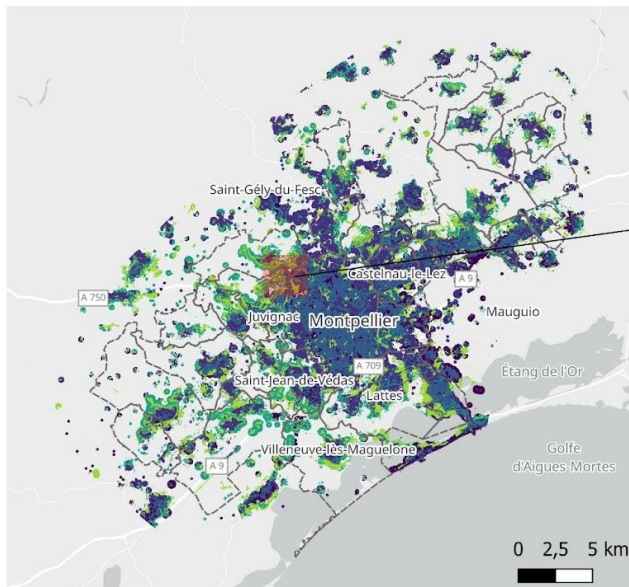 Saint-Gély-du-Fesc
Castelnau-le-Lez
A 9
A 750
Juvignac
Montpellier
Mauguio
A 709
Étang de l'Or
Saint-Jean-de-Védas
Lattes
Villeneuve-lès-Maguelone
A 9
Golfe
d'Aigues-Mortes
0 2,5 5 km